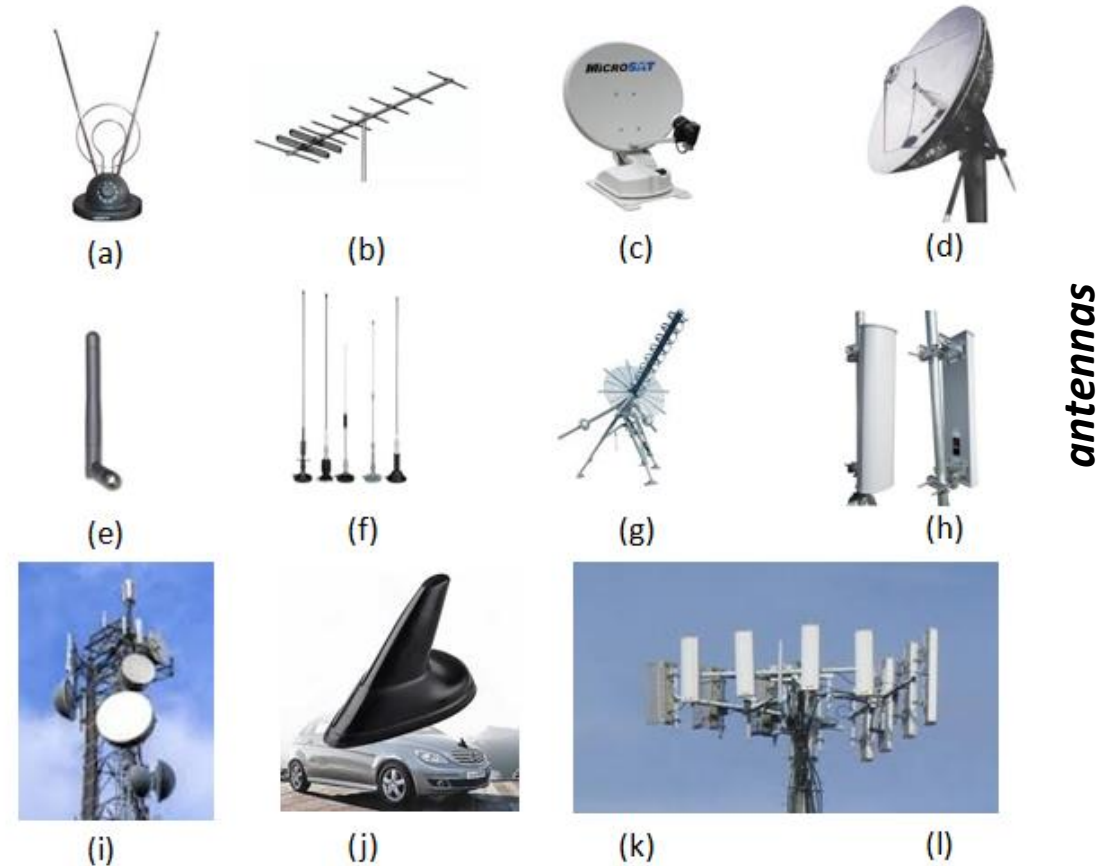 MICROSAT
(a)
(b)
(c)
(d)
(e)
(f)
(g)
(h)
antennas
(i)
(j)
(k)
(l)